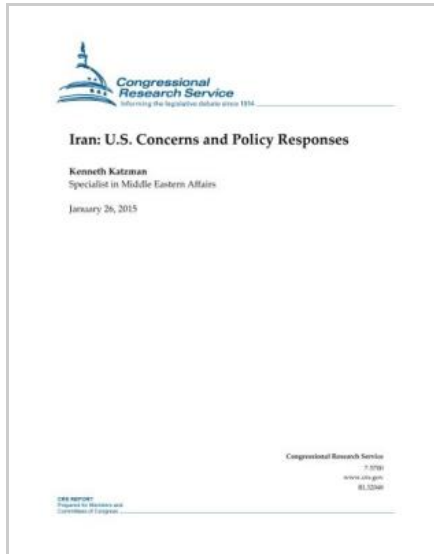 Congressional
Research Service
Informing the legislative debate since 1914
Iran: U.S. Concerns and Policy Responses
Kenneth Katzman
Specialist in Middle Eastern Affairs
January 26, 2015
Congressional Research Service
7-5700
www.crs.gov
CRS REPORT
Prepared for Members and
Committees of Congress